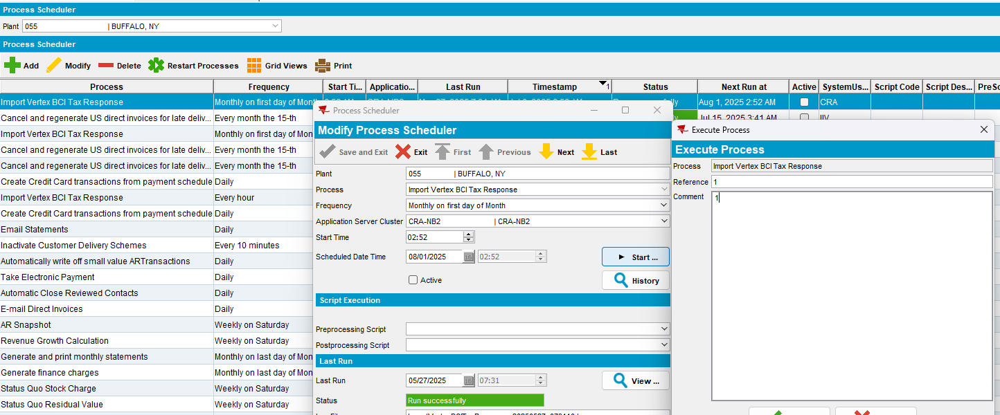 Process Scheduler
Plant 055 | BUFFALO, NY
Process Scheduler
Add Modify Delete Restart Processes Grid Views Print
Process Frequency Start Ti... Applicatio... Last Run Timestamp 1 Status Next Run at Active SystemUs... Script Code Script Des... PreSc
Import Vertex BCI Tax Response Monthly on first day of Mont Aug 1, 2025 2:52 AM CRA
Cancel and regenerate US direct invoices for late deliv... Every month the 15-th Jul 15, 2025 3:41 AM IIV
Import Vertex BCI Tax Response Monthly on first day of Mont
Cancel and regenerate US direct invoices for late deliv... Every month the 15-th
Cancel and regenerate US direct invoices for late deliv... Every month the 15-th
Create Credit Card transactions from payment schedule Daily
Import Vertex BCI Tax Response Every hour
Create Credit Card transactions from payment schedule Daily
Email Statements Daily
Inactivate Customer Delivery Schemes Every 10 minutes
Automatically write off small value ARTransactions Daily
Take Electronic Payment Daily
Automatic Close Reviewed Contacts Daily
E-mail Direct Invoices Daily
AR Snapshot Weekly on Saturday
Revenue Growth Calculation Weekly on Saturday
Generate and print monthly statements Monthly on last day of Mon
Generate finance charges Monthly on last day of Mon
Status Quo Stock Charge Weekly on Saturday
Status Quo Residual Value Weekly on Saturday
Process Scheduler
Modify Process Scheduler
Save and Exit Exit First Previous Next Last
Plant 055 | BUFFALO, NY
Process Import Vertex BCI Tax Response
Frequency Monthly on first day of Month
Application Server Cluster CRA-NB2 | CRA-NB2
Start Time 02:52
Scheduled Date Time 08/01/2025 16 02:52 Start ...
Active History
Script Execution
Preprocessing Script
Postprocessing Script
Last Run
Last Run 05/27/2025 16 07:31 View ...
Status Run successfully
Execute Process
Execute Process
Process Import Vertex BCI Tax Response
Reference 1
Comment 1